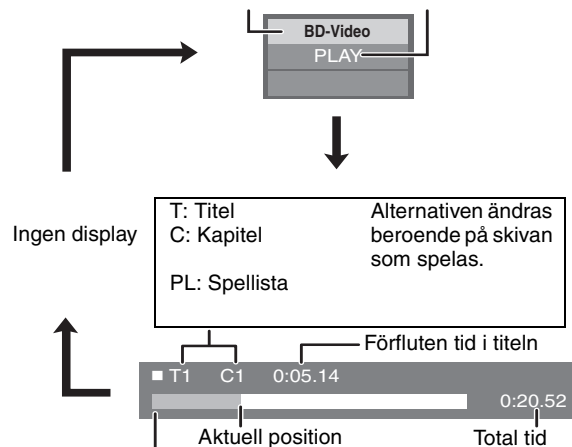 BD-Video
PLAY
Ingen display
T: Titel
C: Kapitel
PL: Spellista
Alternativen ändras
beroende på skivan
som spelas.
Förfluten tid i titeln
T1 C1 0:05.14
0:20.52
Aktuell position
Total tid